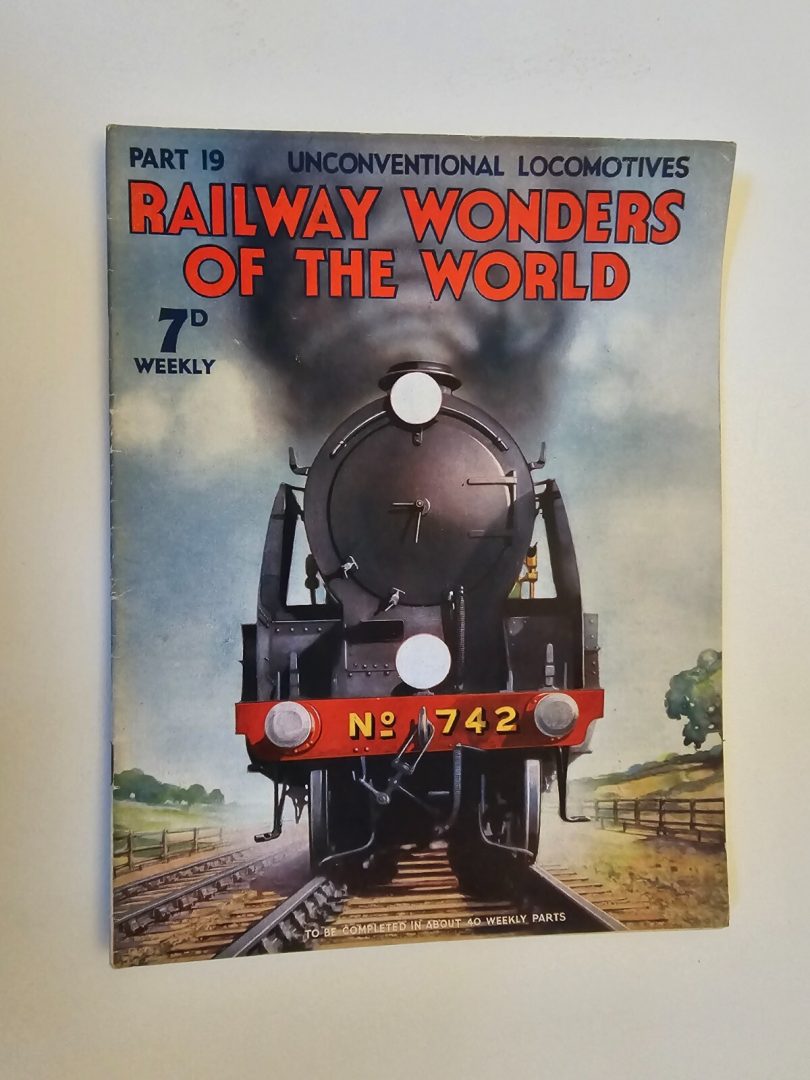 PART 19 UNCONVENTIONAL LOCOMOTIVES
RAILWAY WONDERS
OF THE WORLD
7D
WEEKLY
Nº 742
TO BE COMPLETED IN ABOUT 40 WEEKLY PARTS